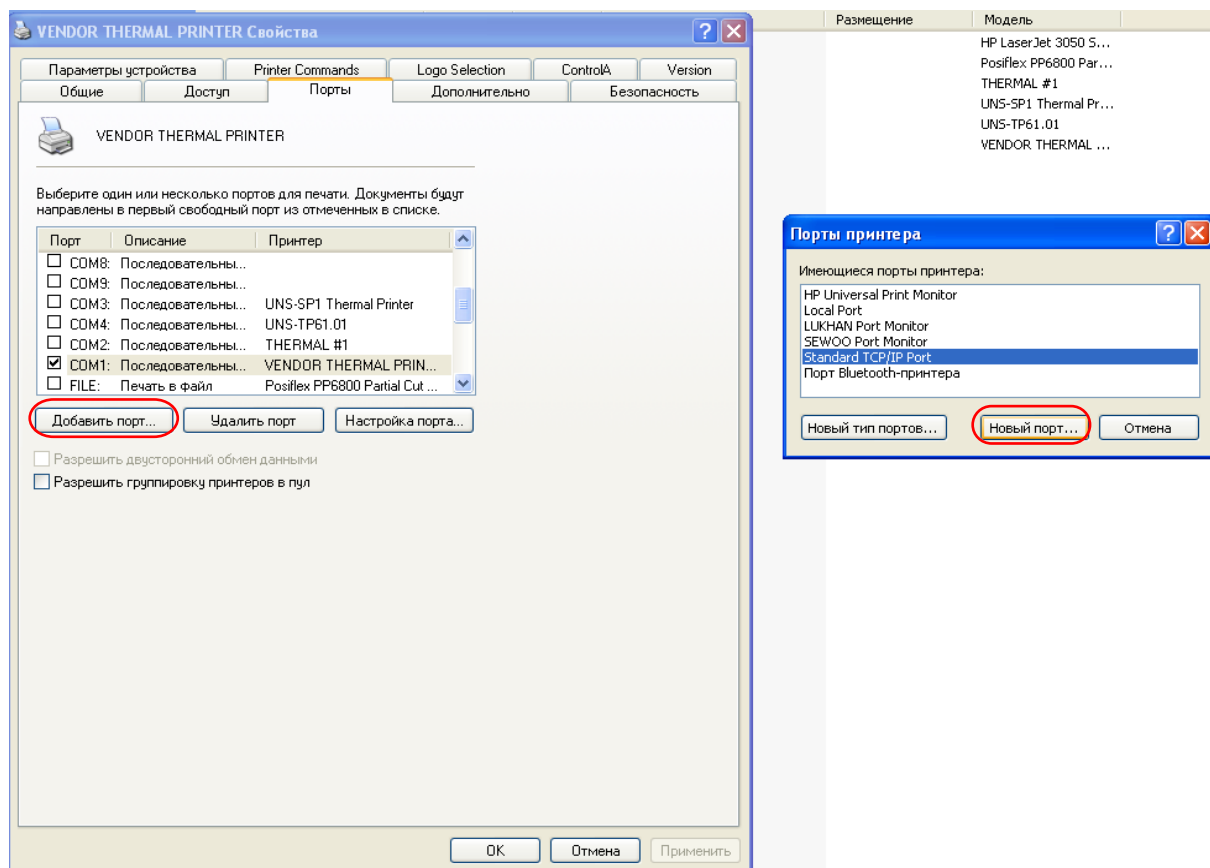 Размещение Модель
VENDOR THERMAL PRINTER Свойства
HP LaserJet 3050 S...
Posiflex PP6800 Par...
THERMAL #1
UNS-SP1 Thermal Pr...
UNS-TP61.01
VENDOR THERMAL ...
Параметры устройства Printer Commands Logo Selection ControlA Version
Общие Доступ Порты Дополнительно Безопасность
VENDOR THERMAL PRINTER
Выберите один или несколько портов для печати. Документы будут
направлены в первый свободный порт из отмеченных в списке.
Порт Описание Принтер
COM8: Последовательны...
COM9: Последовательны...
COM3: Последовательны... UNS-SP1 Thermal Printer
COM4: Последовательны... UNS-TP61.01
COM2: Последовательны... THERMAL #1
COM1: Последовательны... VENDOR THERMAL PRIN...
FILE: Печать в файл Posiflex PP6800 Partial Cut ...
Добавить порт... Удалить порт Настройка порта...
Разрешить двусторонний обмен данными
Разрешить группировку принтеров в пул
OK Отмена Применить
Порты принтера
Имеющиеся порты принтера:
HP Universal Print Monitor
Local Port
LUKHAN Port Monitor
SEWOO Port Monitor
Standard TCP/IP Port
Порт Bluetooth-принтера
Новый тип портов... Новый порт... Отмена